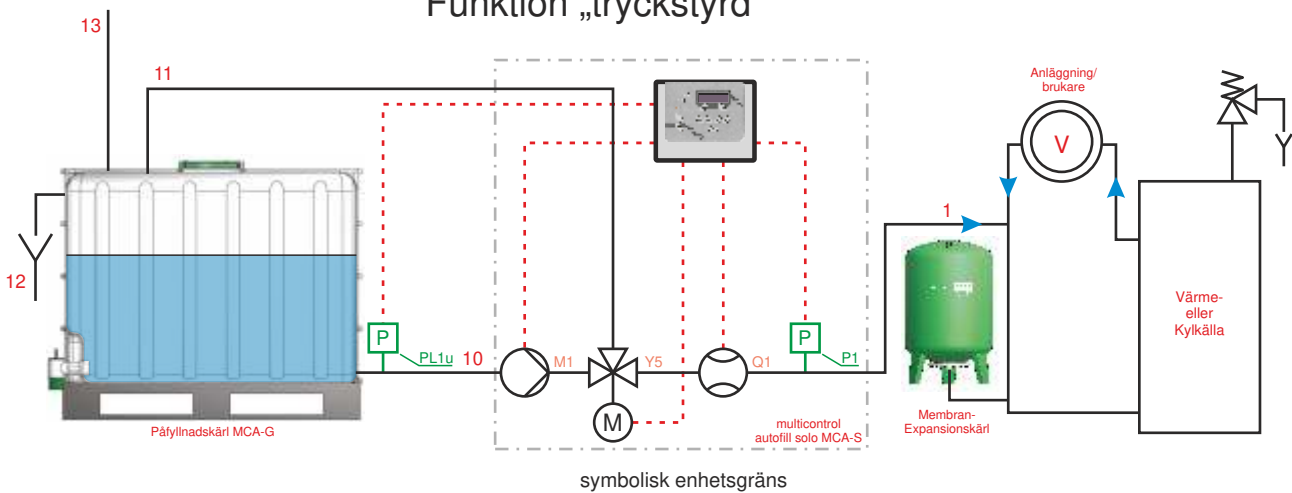 Funktion „tryckstyrd
13
11
Anläggning/
brukare
V
1
12
P
PL1u
10
M1
Y5
Q1
P
P1
M
Värme-
eller
Kylkälla
Påfyllnadskärl MCA-G
multicontrol
autofill solo MCA-S
Membran-
Expansionskärl
symbolisk enhetsgräns